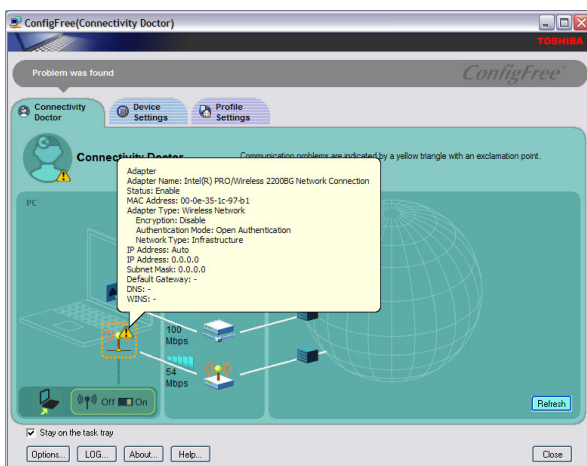 ConfigFree(Connectivity Doctor)
TOSHIBA
Problem was found
ConfigFree
Connectivity Doctor
Device Settings
Profile Settings
Connectivity Doctor
Communication problems are indicated by a yellow triangle with an exclamation point.
PC
Adapter
Adapter Name: Intel(R) PRO/Wireless 2200BG Network Connection
Status: Enable
MAC Address: 00-0e-35-1c-97-b1
Adapter Type: Wireless Network
Encryption: Disable
Authentication Mode: Open Authentication
Network Type: Infrastructure
IP Address: Auto
IP Address: 0.0.0.0
Subnet Mask: 0.0.0.0
Default Gateway: -
DNS: -
WINS: -
100
Mbps
54
Mbps
Off On
Refresh
Stay on the task tray
Options...
LOG...
About...
Help...
Close